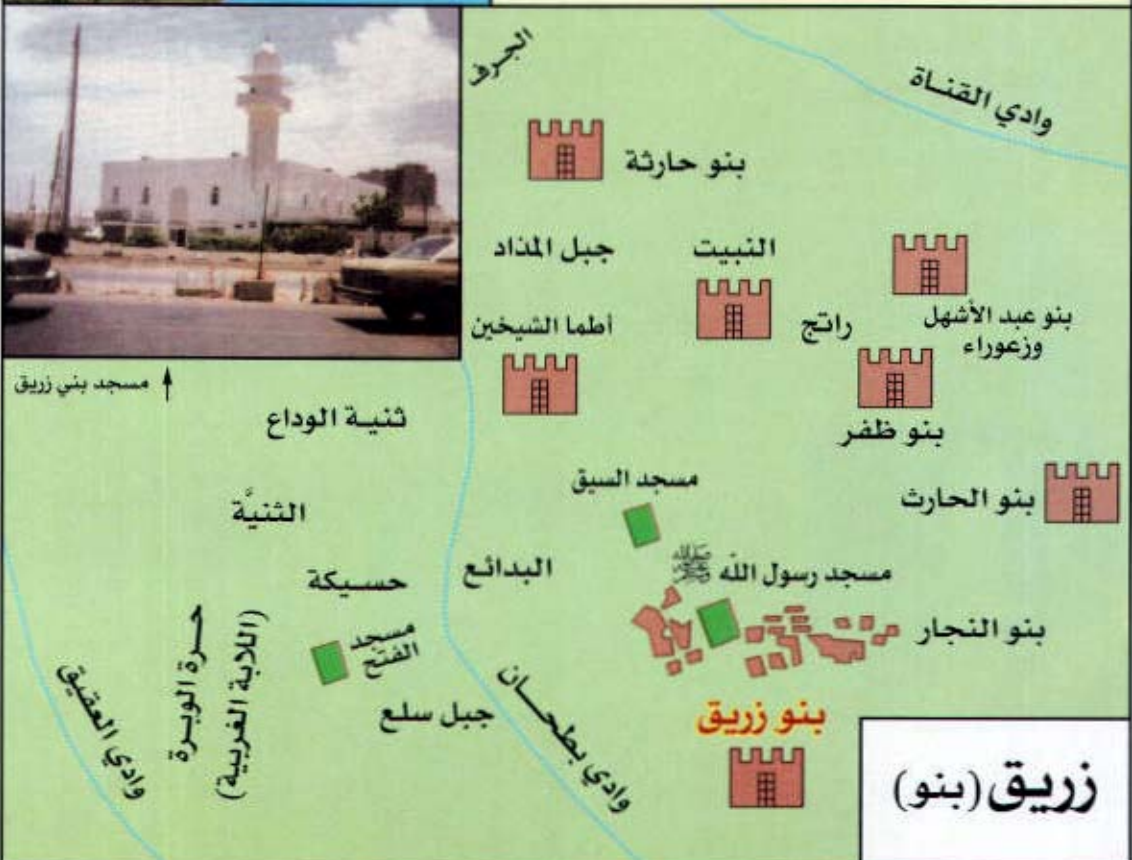 الجرف
وادي القناة
بنو حارثة
جبل المذاد
النبيت
أطما الشيخين
راتج
بنو عبد الأشهل
وزعوراء
مسجد بني زريق
ثنية الوداع
بنو ظفر
مسجد السيق
بنو الحارث
الثنيَّة
البدائع
حسيكة
مسجد رسول الله ﷺ
بنو النجار
مسجد
الفتح
حرة الوبرة
(اللابة الغربية)
وادي العقيق
جبل سلع
وادي بطحان
بنو زريق
زريق (بنو)